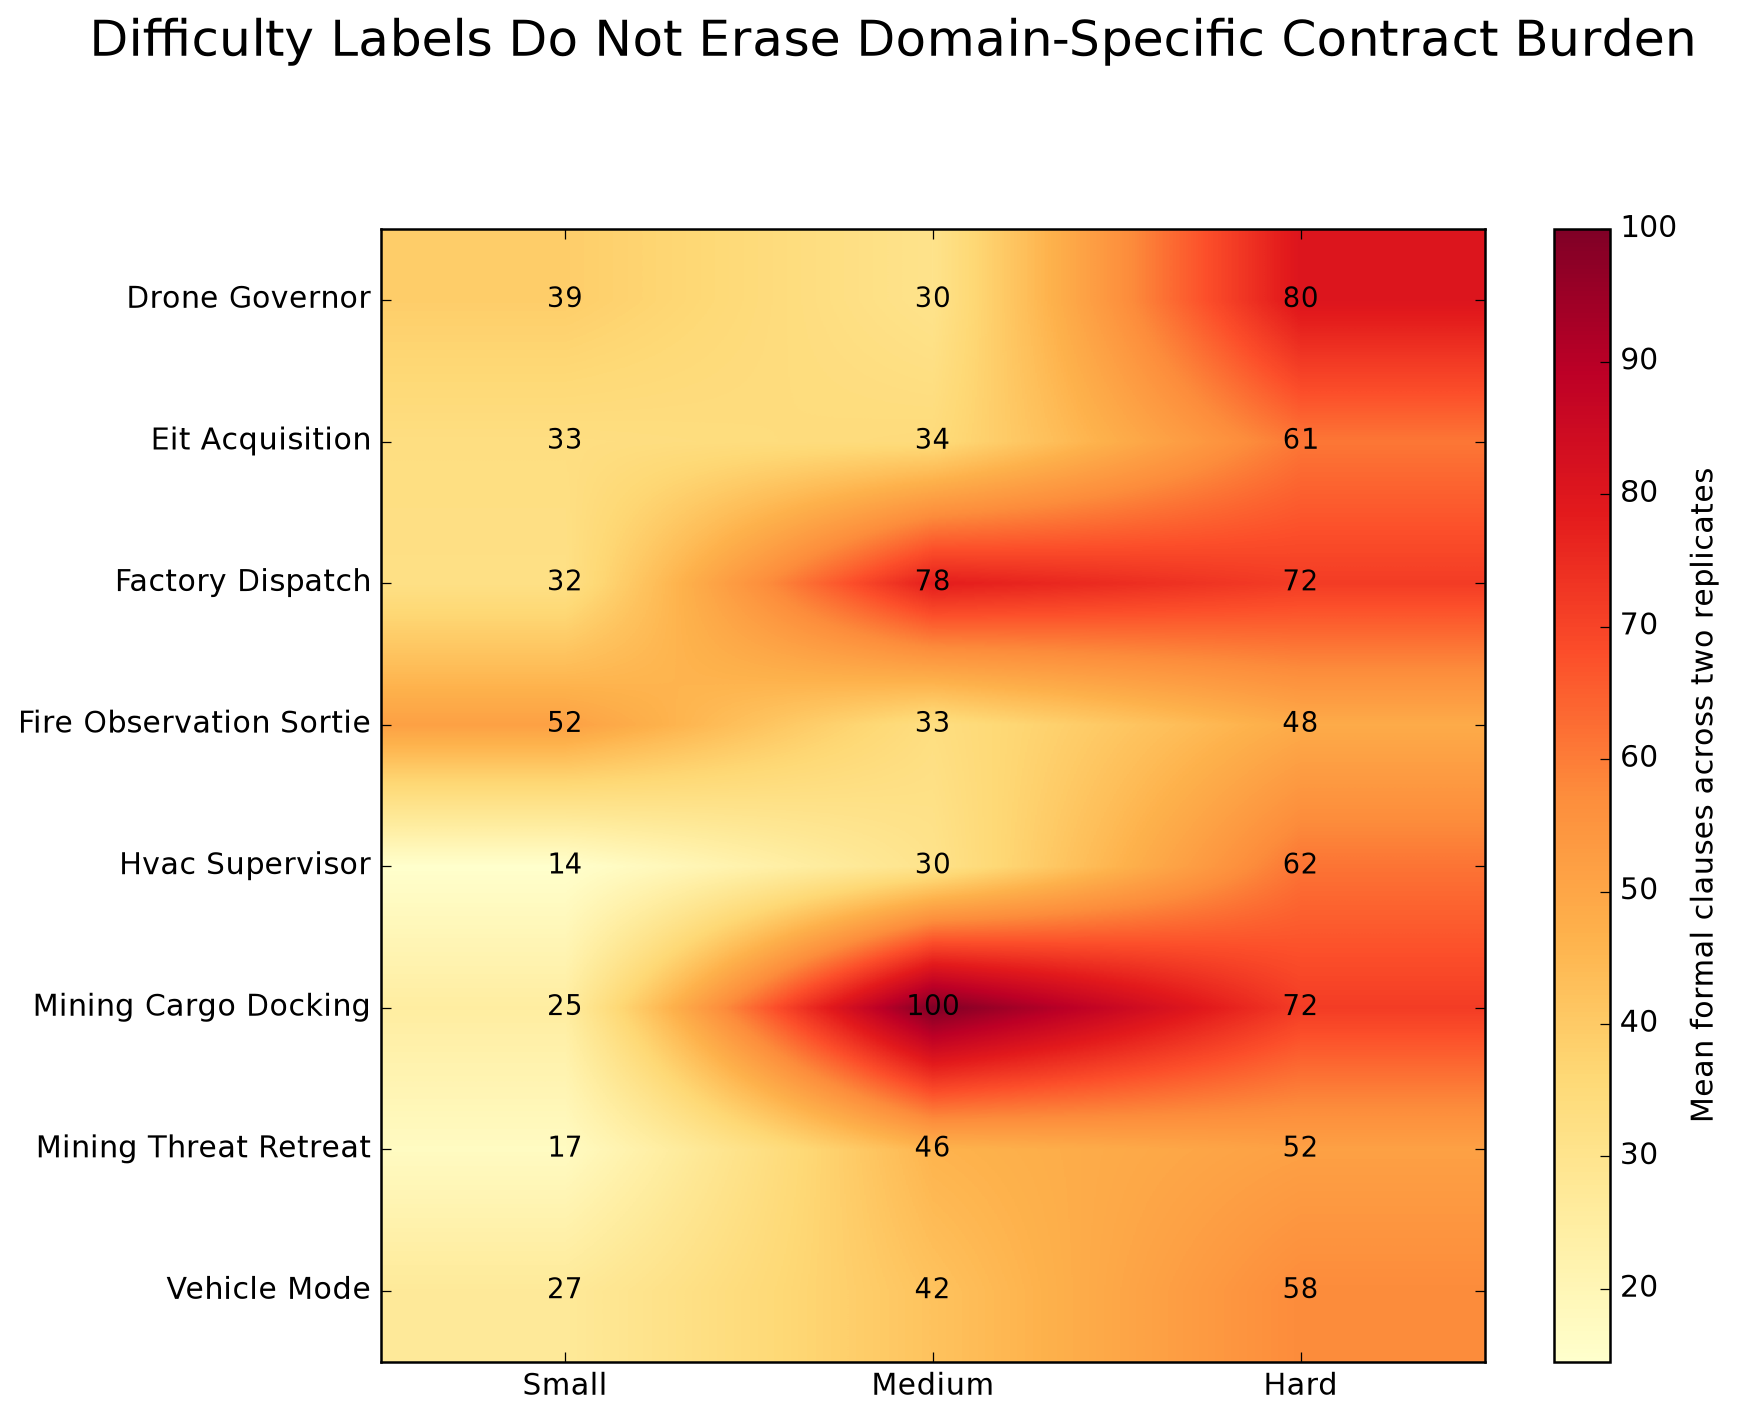 Difficulty Labels Do Not Erase Domain-Specific Contract Burden
Drone Governor 39 30 80
Eit Acquisition 33 34 61
Factory Dispatch 32 78 72
Fire Observation Sortie 52 33 48
Hvac Supervisor 14 30 62
Mining Cargo Docking 25 100 72
Mining Threat Retreat 17 46 52
Vehicle Mode 27 42 58
Small Medium Hard
100
90
80
70
60
50
40
30
20
Mean formal clauses across two replicates